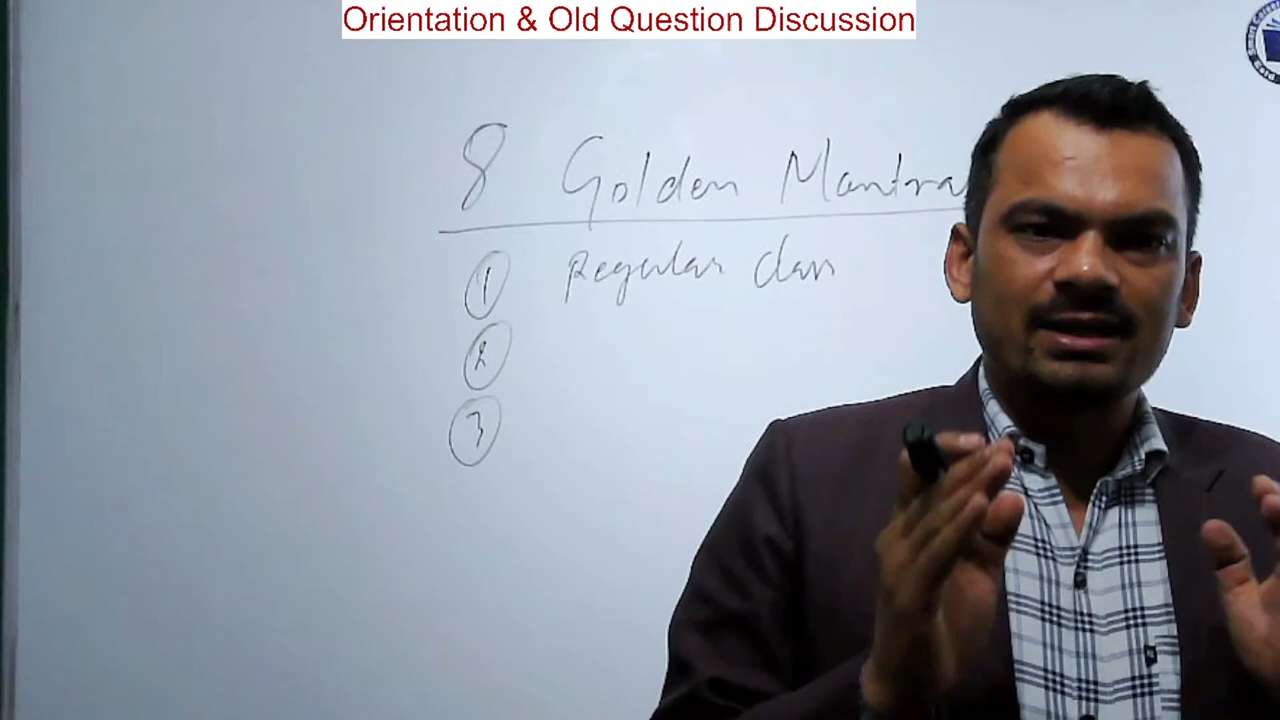 Orientation & Old Question Discussion
8 Golden Mantra
① Regular class
②
③